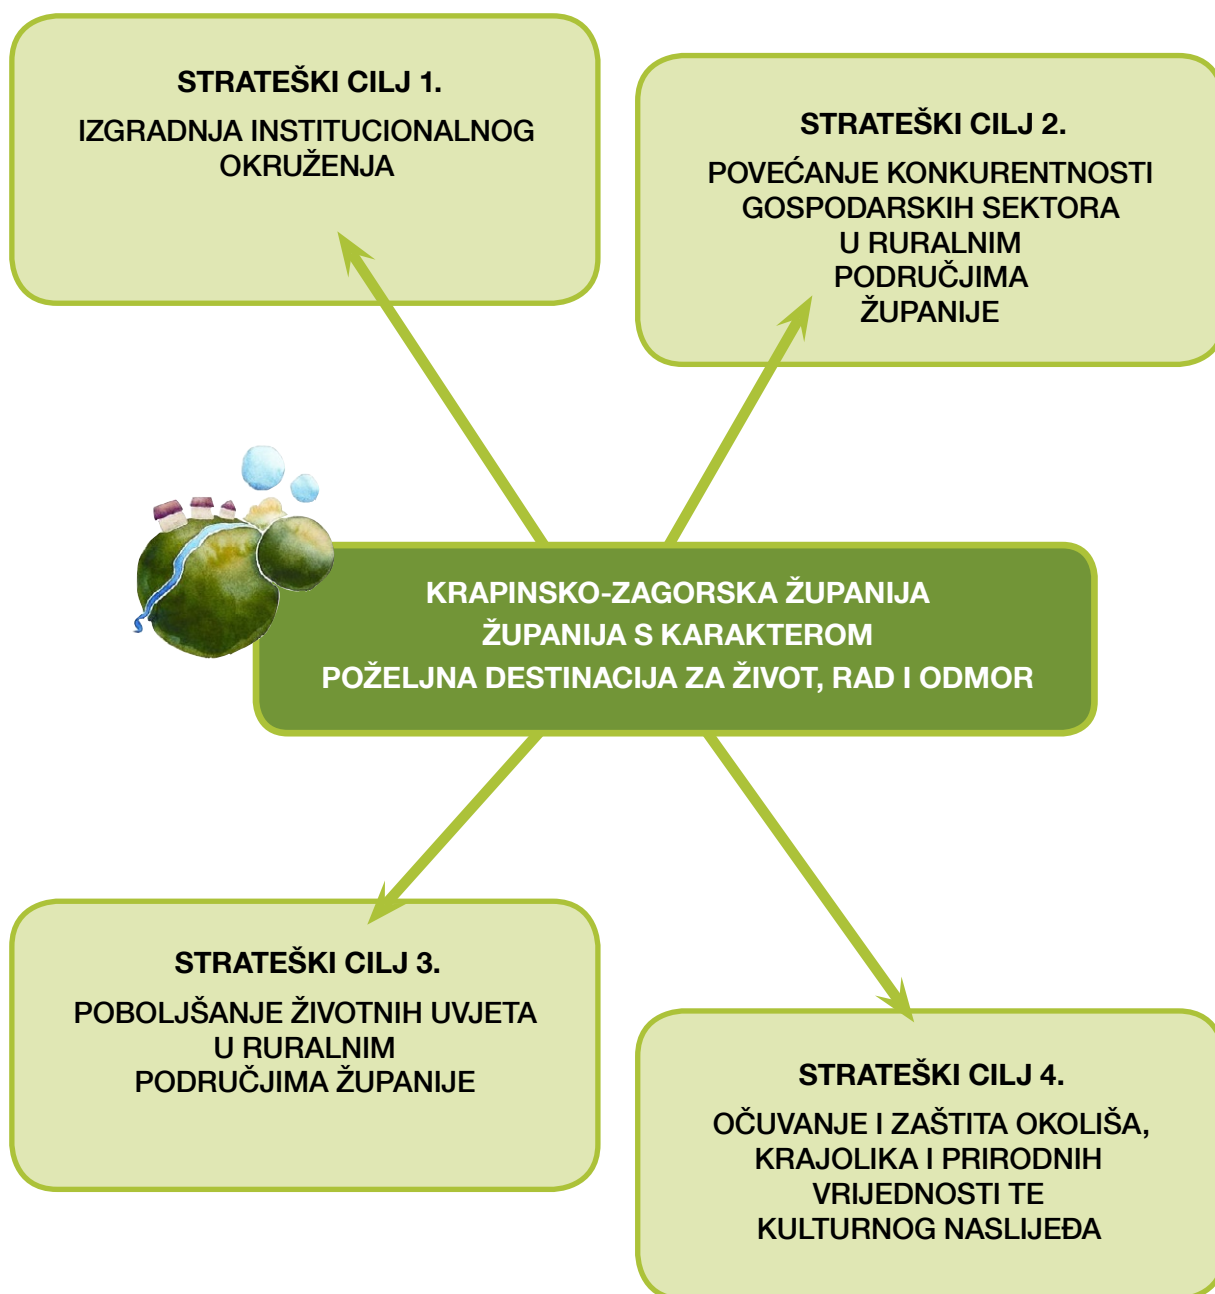 STRATEŠKI CILJ 1.
IZGRADNJA INSTITUCIONALNOG
OKRUŽENJA
STRATEŠKI CILJ 2.
POVEĆANJE KONKURENTNOSTI
GOSPODARSKIH SEKTORA
U RURALNIM
PODRUČJIMA
ŽUPANIJE
KRAPINSKO-ZAGORSKA ŽUPANIJA
ŽUPANIJA S KARAKTEROM
POŽELJNA DESTINACIJA ZA ŽIVOT, RAD I ODMOR
STRATEŠKI CILJ 3.
POBOLJŠANJE ŽIVOTNIH UVJETA
U RURALNIM
PODRUČJIMA ŽUPANIJE
STRATEŠKI CILJ 4.
OČUVANJE I ZAŠTITA OKOLIŠA,
KRAJOLIKA I PRIRODNIH
VRIJEDNOSTI TE
KULTURNOG NASLIJEĐA